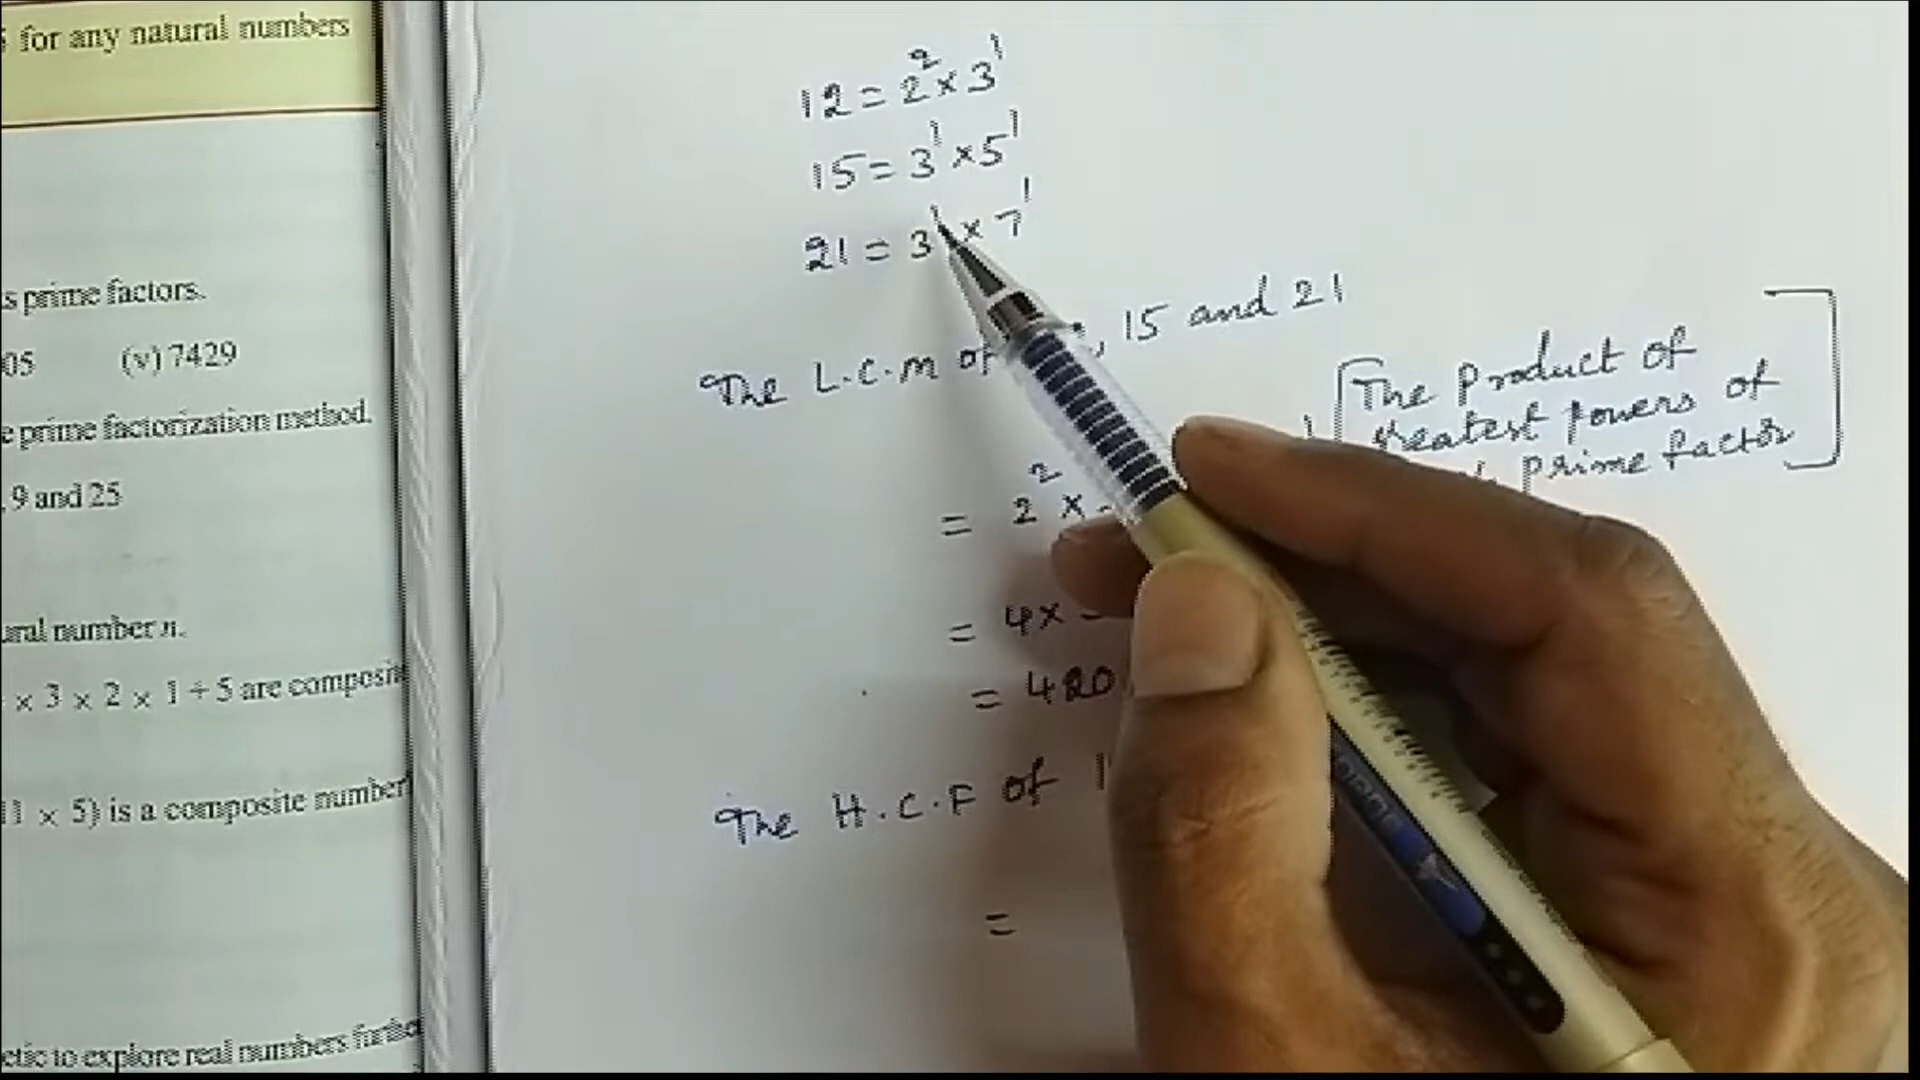 for any natural numbers
s prime factors.
05 (v) 7429
e prime factorization method.
, 9 and 25
ural number n.
× 3 × 2 × 1 + 5 are composite
11 × 5) is a composite number
etic to explore real numbers further
12 = 2² × 3¹
15 = 3¹ × 5¹
21 = 3¹ × 7¹
The L.C.M of , 15 and 21
[The product of
greatest powers of
prime factor]
= 2² ×
= 4 ×
= 420
The H.C.F of 1
=